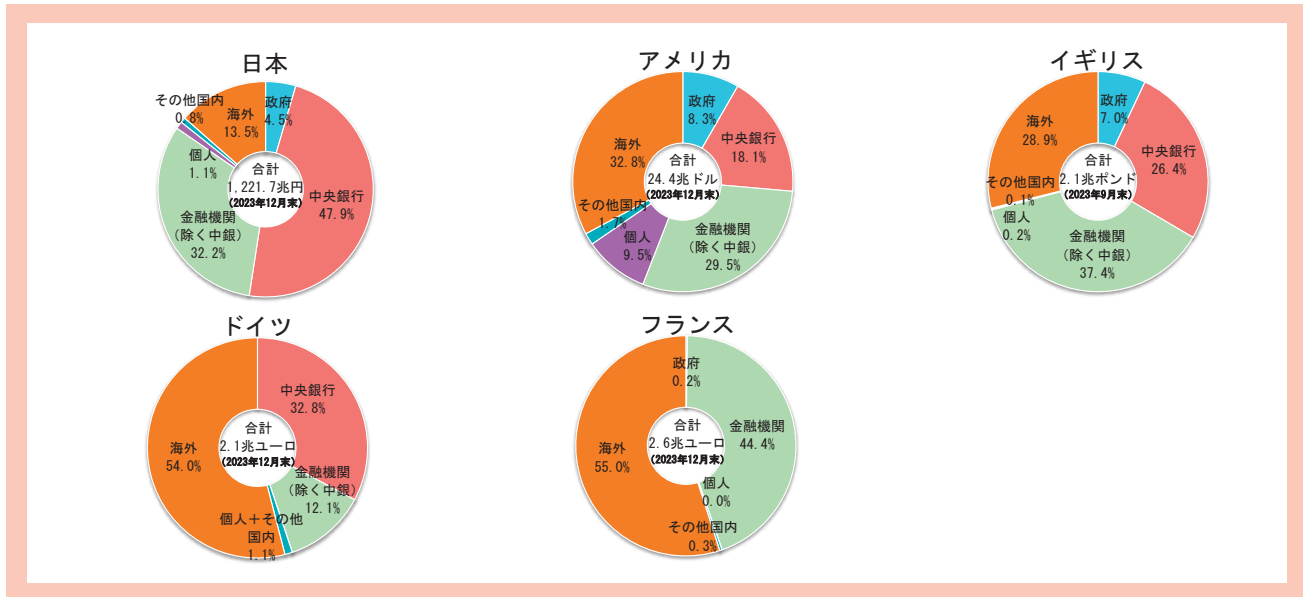 日本
政府
4.5%
中央銀行
47.9%
金融機関
(除く中銀)
32.2%
個人
1.1%
その他国内
0.8%
海外
13.5%
合計
1,221.7兆円
(2023年12月末)
アメリカ
政府
8.3%
中央銀行
18.1%
金融機関
(除く中銀)
29.5%
個人
9.5%
その他国内
1.7%
海外
32.8%
合計
24.4兆ドル
(2023年12月末)
イギリス
政府
7.0%
中央銀行
26.4%
金融機関
(除く中銀)
37.4%
個人
0.2%
その他国内
0.1%
海外
28.9%
合計
2.1兆ポンド
(2023年9月末)
ドイツ
中央銀行
32.8%
金融機関
(除く中銀)
12.1%
個人+その他
国内
1.1%
海外
54.0%
合計
2.1兆ユーロ
(2023年12月末)
フランス
政府
0.2%
金融機関
44.4%
個人
0.0%
その他国内
0.3%
海外
55.0%
合計
2.6兆ユーロ
(2023年12月末)